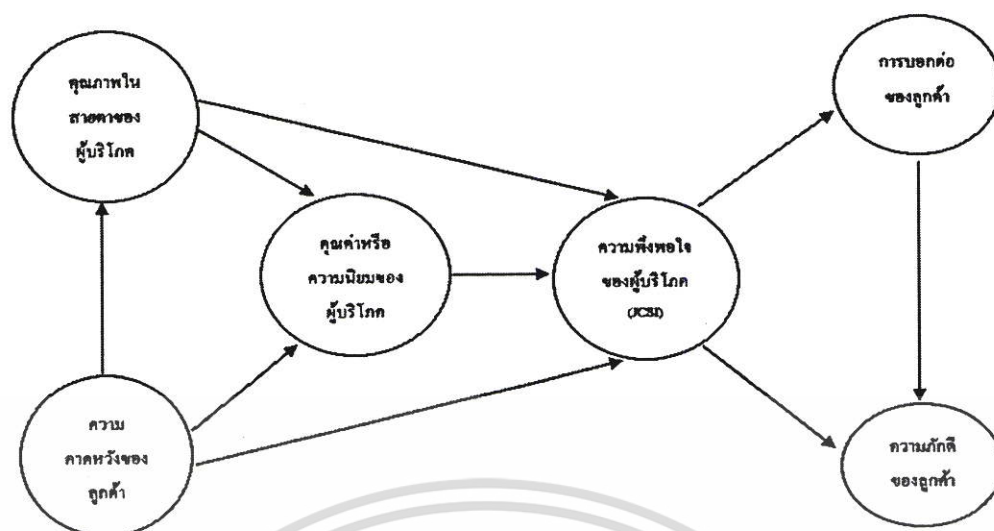 คุณภาพใน
สายตาของ
ผู้บริโภค
การบอกต่อ
ของลูกค้า
คุณค่าหรือ
ความนิยมของ
ผู้บริโภค
ความพึงพอใจ
ของผู้บริโภค
(JCSI)
ความ
คาดหวังของ
ลูกค้า
ความภักดี
ของลูกค้า